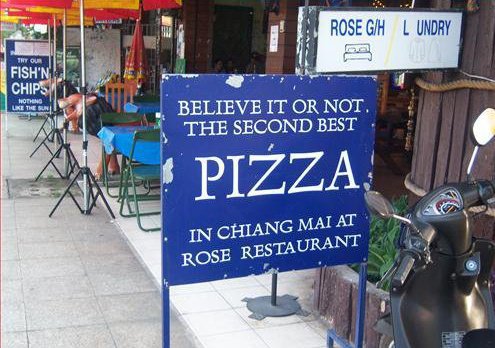 TRY OUR
FISH'N
CHIPS
NOTHING
LIKE THE SUN
ROSE G/H / L UNDRY
BELIEVE IT OR NOT
THE SECOND BEST
PIZZA
IN CHIANG MAI AT
ROSE RESTAURANT